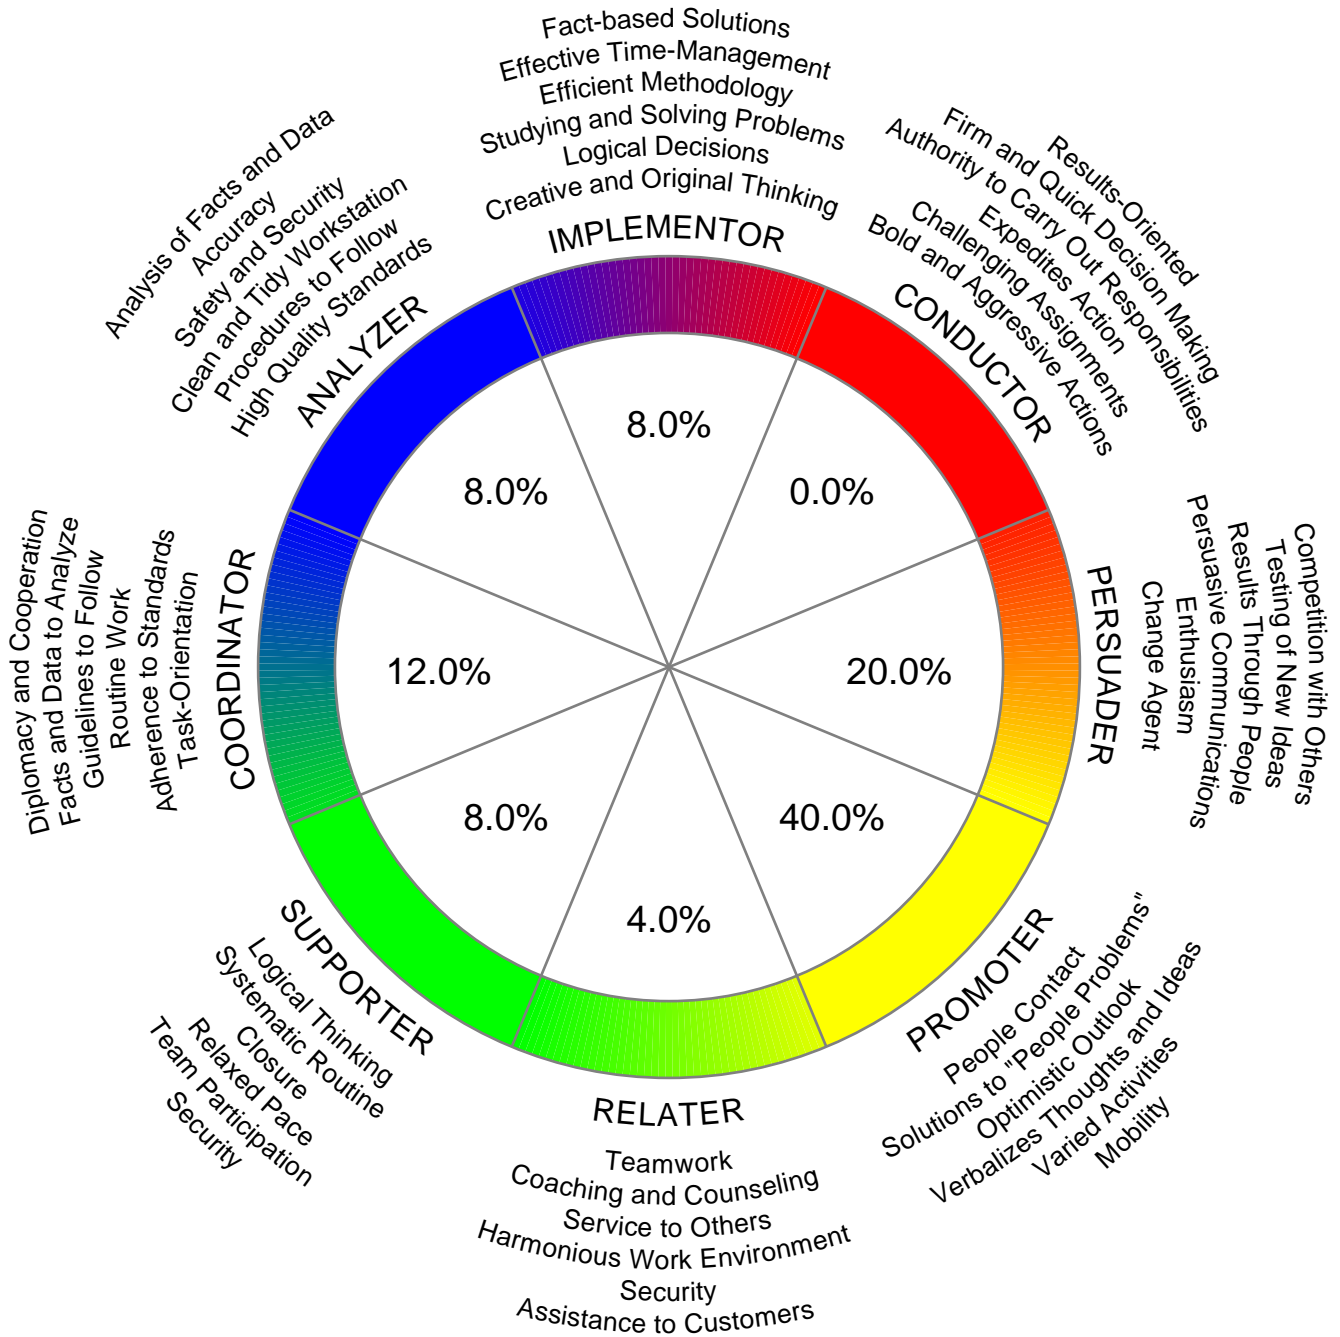 Fact-based Solutions
Effective Time-Management
Efficient Methodology
Studying and Solving Problems
Logical Decisions
Creative and Original Thinking
IMPLEMENTOR
8.0%
Results-Oriented
Firm and Quick Decision Making
Authority to Carry Out Responsibilities
Expedites Action
Challenging Assignments
Bold and Aggressive Actions
CONDUCTOR
0.0%
Competition with Others
Testing of New Ideas
Results Through People
Persuasive Communications
Enthusiasm
Change Agent
PERSUADER
20.0%
PROMOTER
40.0%
People Contact
Solutions to "People Problems"
Optimistic Outlook
Verbalizes Thoughts and Ideas
Varied Activities
Mobility
4.0%
RELATER
Teamwork
Coaching and Counseling
Service to Others
Harmonious Work Environment
Security
Assistance to Customers
8.0%
SUPPORTER
Logical Thinking
Systematic Routine
Closure
Relaxed Pace
Team Participation
Security
Diplomacy and Cooperation
Facts and Data to Analyze
Guidelines to Follow
Routine Work
Adherence to Standards
Task-Orientation
COORDINATOR
12.0%
Analysis of Facts and Data
Accuracy
Safety and Security
Clean and Tidy Workstation
Procedures to Follow
High Quality Standards
ANALYZER
8.0%